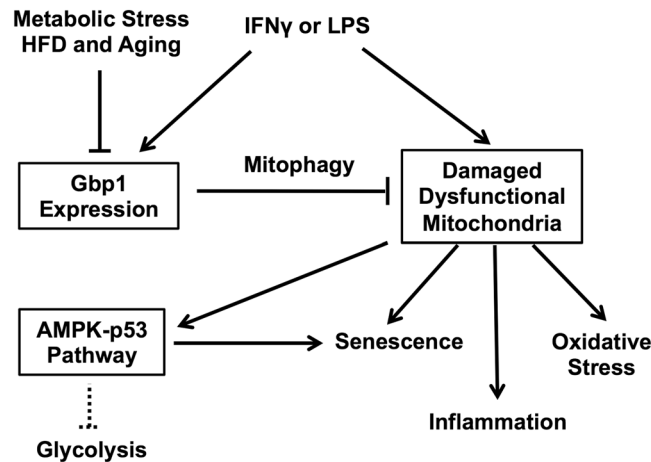 Metabolic Stress
HFD and Aging
IFNγ or LPS
Gbp1
Expression
Mitophagy
Damaged
Dysfunctional
Mitochondria
AMPK-p53
Pathway
Senescence
Oxidative
Stress
Inflammation
Glycolysis